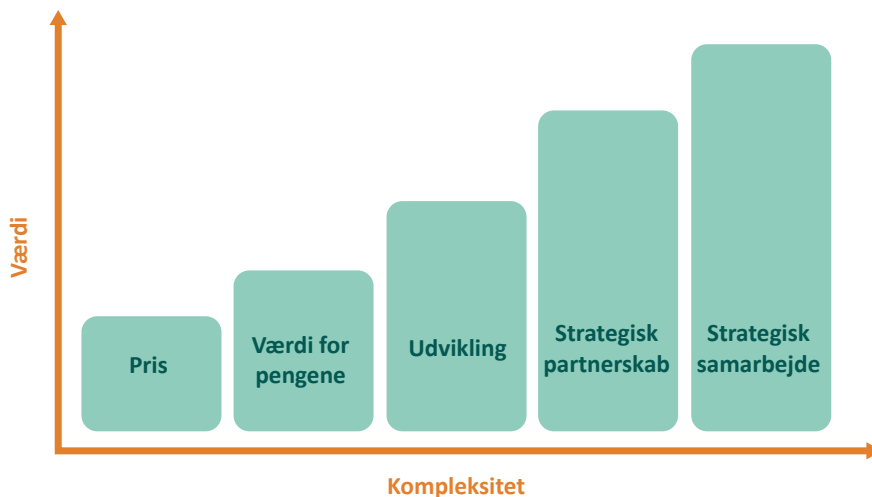 Værdi
Pris
Værdi for
pengene
Udvikling
Strategisk
partnerskab
Strategisk
samarbejde
Kompleksitet